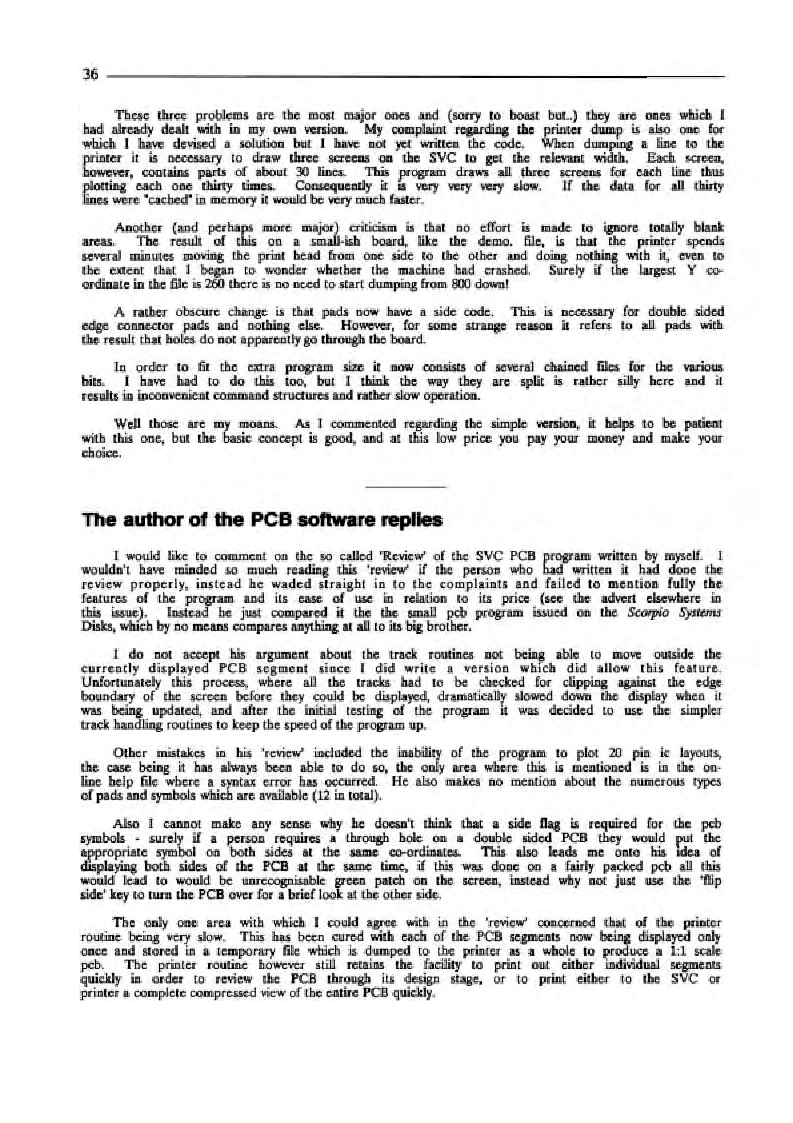 36
These three problems are the most major ones and (sorry to boast but..) they are ones which I
had already dealt with in my own version. My complaint regarding the printer dump is also one for
which I have devised a solution but I have not yet written the code. When dumping a line to the
printer it is necessary to draw three screens on the SVC to get the relevant width. Each screen,
however, contains parts of about 30 lines. This program draws all three screens for each line thus
plotting each one thirty times. Consequently it is very very very slow. If the data for all thirty
lines were "cached" in memory it would be very much faster.
Another (and perhaps more major) criticism is that no effort is made to ignore totally blank
areas. The result of this on a small-ish board, like the demo. file, is that the printer spends
several minutes moving the print head from one side to the other and doing nothing with it, even to
the extent that I began to wonder whether the machine had crashed. Surely if the largest Y co-
ordinate in the file is 260 there is no need to start dumping from 800 down!
A rather obscure change is that pads now have a side code. This is necessary for double sided
edge connector pads and nothing else. However, for some strange reason it refers to all pads with
the result that holes do not apparently go through the board.
In order to fit the extra program size it now consists of several chained files for the various
bits. I have had to do this too, but I think the way they are split is rather silly here and it
results in inconvenient command structures and rather slow operation.
Well those are my moans. As I commented regarding the simple version, it helps to be patient
with this one, but the basic concept is good, and at this low price you pay your money and make your
choice.
The author of the PCB software replies
I would like to comment on the so called 'Review' of the SVC PCB program written by myself. I
wouldn't have minded so much reading this 'review' if the person who had written it had done the
review properly, instead he waded straight in to the complaints and failed to mention fully the
features of the program and its ease of use in relation to its price (see the advert elsewhere in
this issue). Instead he just compared it the the small pcb program issued on the Scorpio Systems
Disks, which by no means compares anything at all to its big brother.
I do not accept his argument about the track routines not being able to move outside the
currently displayed PCB segment since I did write a version which did allow this feature.
Unfortunately this process, where all the tracks had to be checked for clipping against the edge
boundary of the screen before they could be displayed, dramatically slowed down the display when it
was being updated, and after the initial testing of the program it was decided to use the simpler
track handling routines to keep the speed of the program up.
Other mistakes in his 'review' included the inability of the program to plot 20 pin ic layouts,
the case being it has always been able to do so, the only area where this is mentioned is in the on-
line help file where a syntax error has occurred. He also makes no mention about the numerous types
of pads and symbols which are available (12 in total).
Also I cannot make any sense why he doesn't think that a side flag is required for the pcb
symbols - surely if a person requires a through hole on a double sided PCB they would put the
appropriate symbol on both sides at the same co-ordinates. This also leads me onto his idea of
displaying both sides of the PCB at the same time, if this was done on a fairly packed pcb all this
would lead to would be unrecognisable green patch on the screen, instead why not just use the 'flip
side' key to turn the PCB over for a brief look at the other side.
The only one area with which I could agree with in the 'review' concerned that of the printer
routine being very slow. This has been cured with each of the PCB segments now being displayed only
once and stored in a temporary file which is dumped to the printer as a whole to produce a 1:1 scale
pcb. The printer routine however still retains the facility to print out either individual segments
quickly in order to review the PCB through its design stage, or to print either to the SVC or
printer a complete compressed view of the entire PCB quickly.